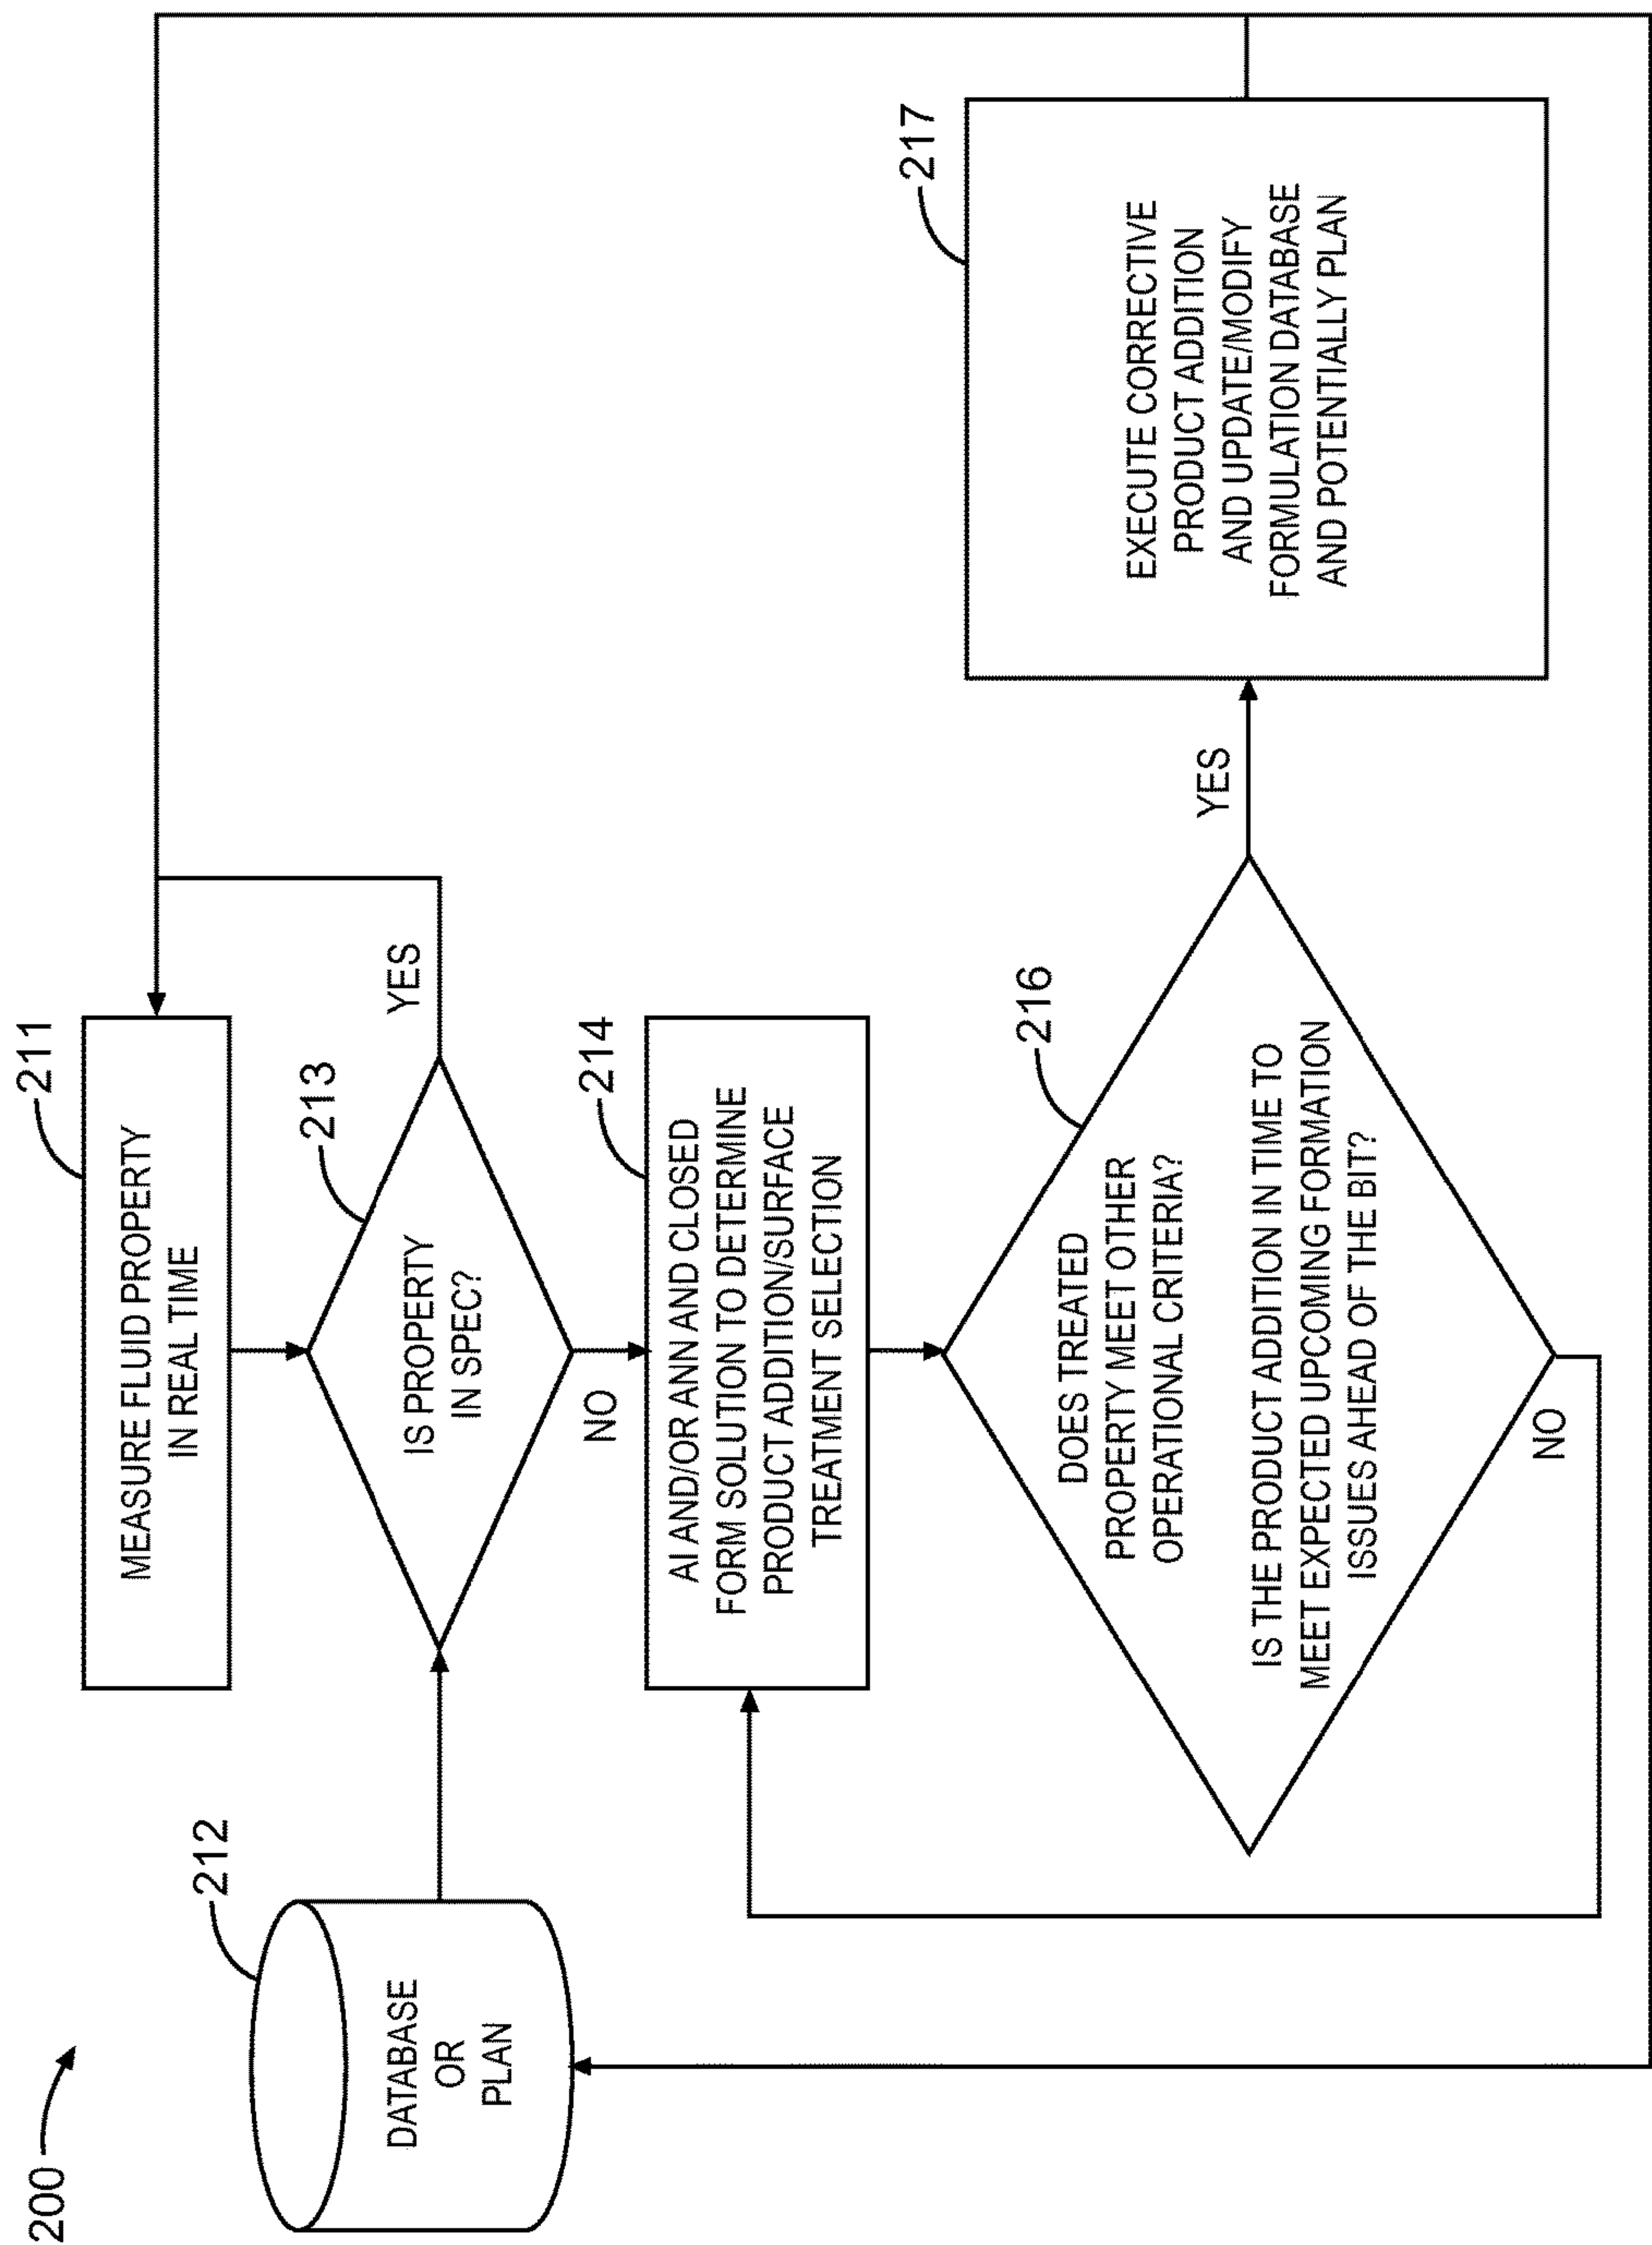 200
211
MEASURE FLUID PROPERTY
IN REAL TIME
212
DATABASE
OR
PLAN
213
IS PROPERTY
IN SPEC?
YES
NO
214
AI AND/OR ANN AND CLOSED
FORM SOLUTION TO DETERMINE
PRODUCT ADDITION/SURFACE
TREATMENT SELECTION
216
DOES TREATED
PROPERTY MEET OTHER
OPERATIONAL CRITERIA?
IS THE PRODUCT ADDITION IN TIME TO
MEET EXPECTED UPCOMING FORMATION
ISSUES AHEAD OF THE BIT?
YES
NO
217
EXECUTE CORRECTIVE
PRODUCT ADDITION
AND UPDATE/MODIFY
FORMULATION DATABASE
AND POTENTIALLY PLAN